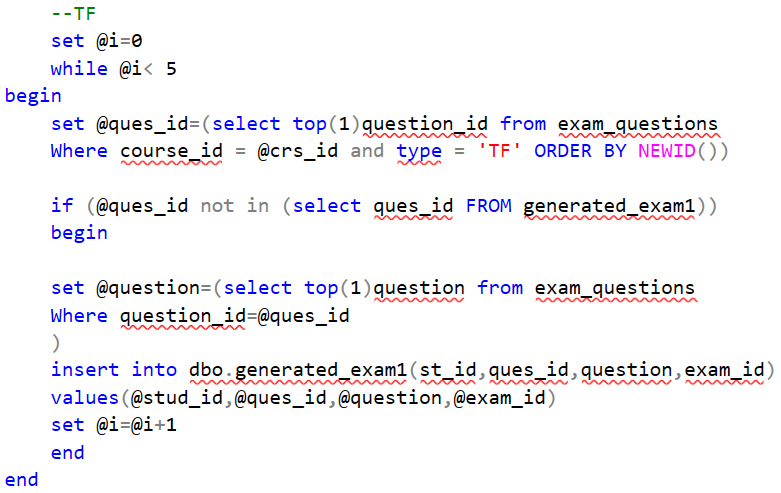 --TF
set @i=0
while @i< 5
begin
set @ques_id=(select top(1)question_id from exam_questions
Where course_id = @crs_id and type = 'TF' ORDER BY NEWID())
if (@ques_id not in (select ques_id FROM generated_exam1))
begin
set @question=(select top(1)question from exam_questions
Where question_id=@ques_id
)
insert into dbo.generated_exam1(st_id,ques_id,question,exam_id)
values(@stud_id,@ques_id,@question,@exam_id)
set @i=@i+1
end
end